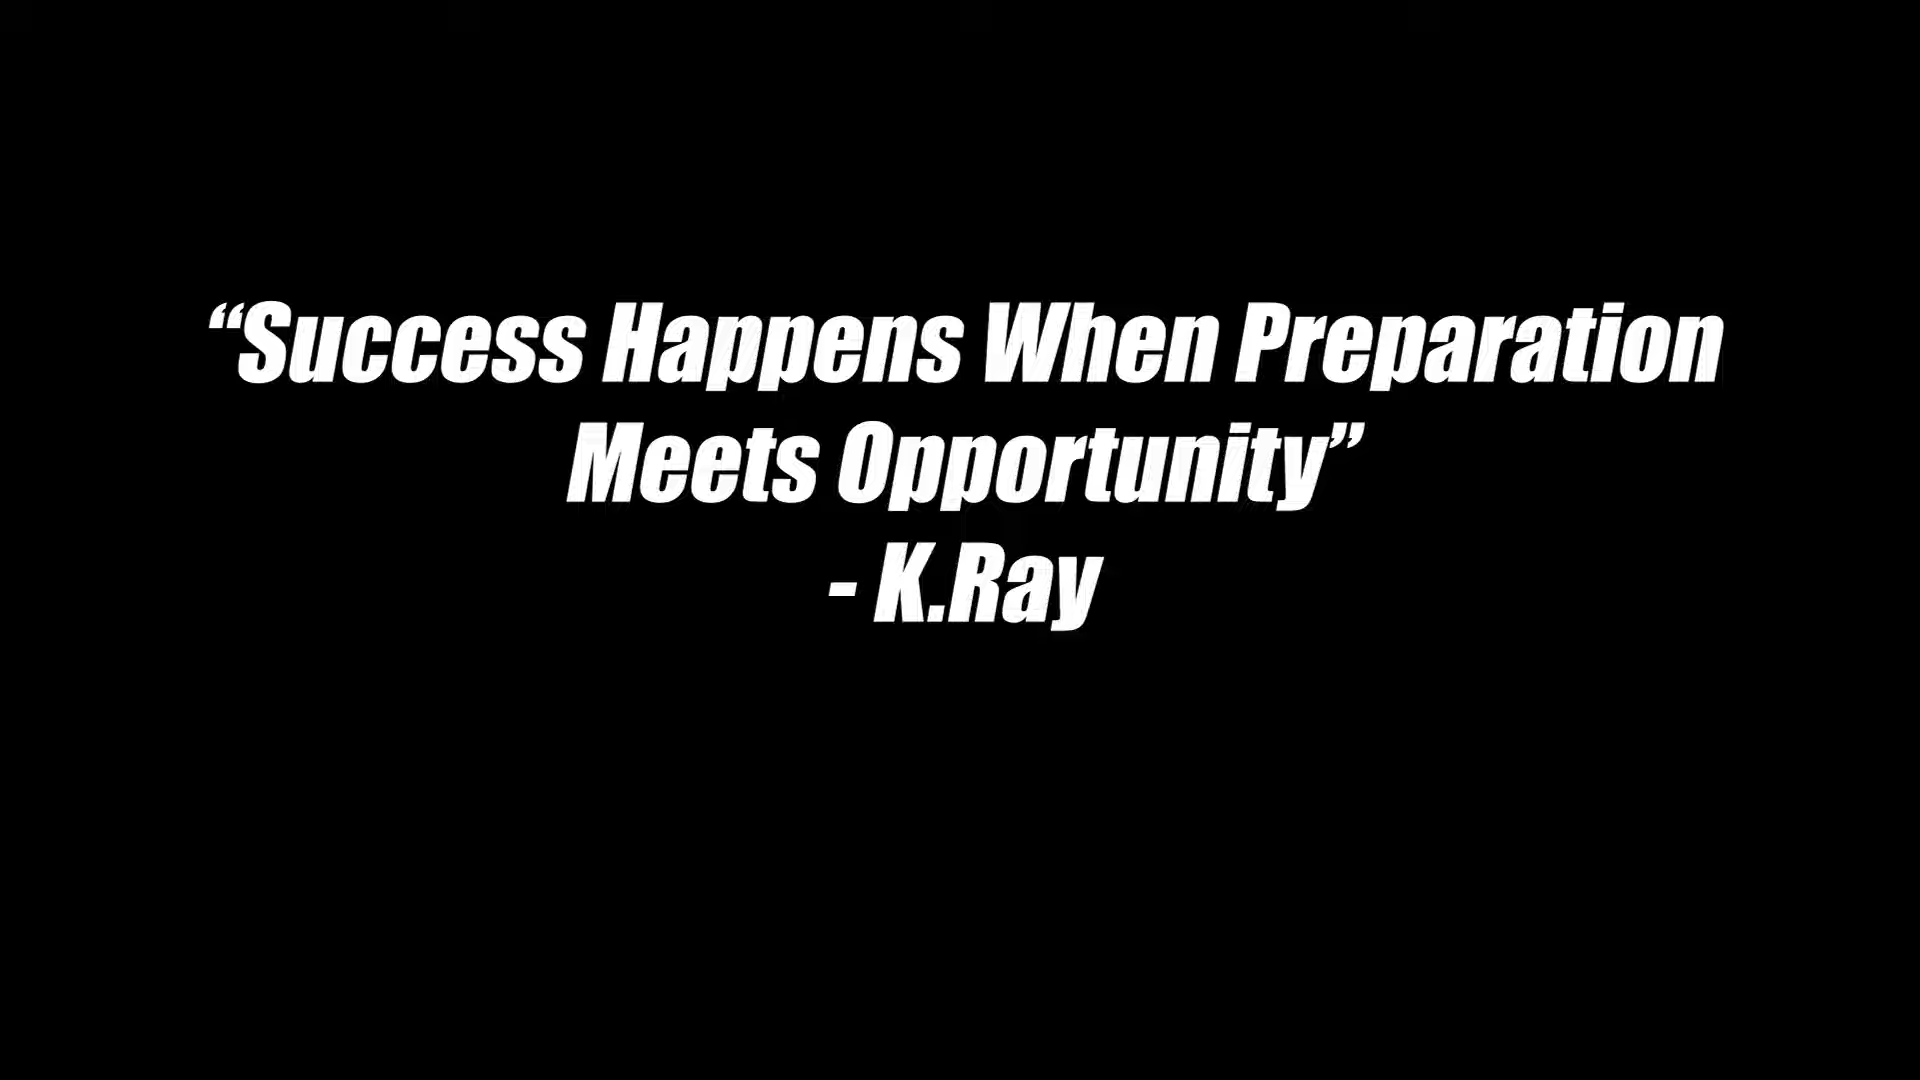 “Success Happens When Preparation
Meets Opportunity”
- K.Ray